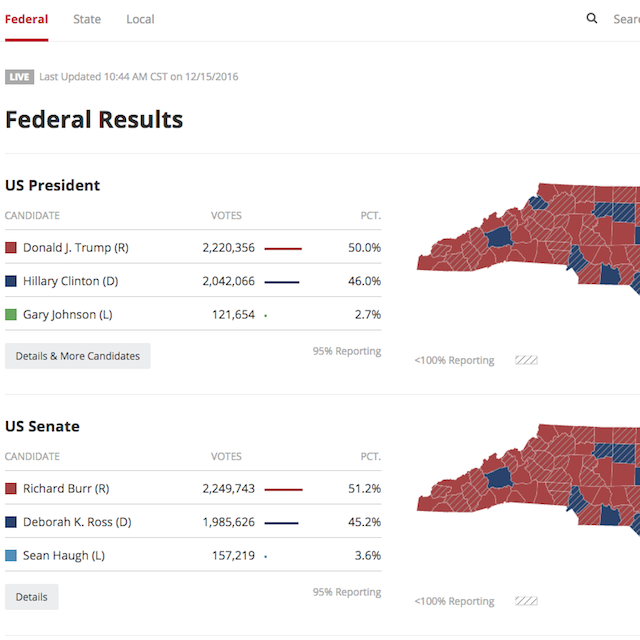 Federal State Local
LIVE Last Updated 10:44 AM CST on 12/15/2016
Federal Results
US President
CANDIDATE VOTES PCT.
Donald J. Trump (R) 2,220,356 50.0%
Hillary Clinton (D) 2,042,066 46.0%
Gary Johnson (L) 121,654 2.7%
Details & More Candidates 95% Reporting
<100% Reporting
US Senate
CANDIDATE VOTES PCT.
Richard Burr (R) 2,249,743 51.2%
Deborah K. Ross (D) 1,985,626 45.2%
Sean Haugh (L) 157,219 3.6%
Details 95% Reporting
<100% Reporting